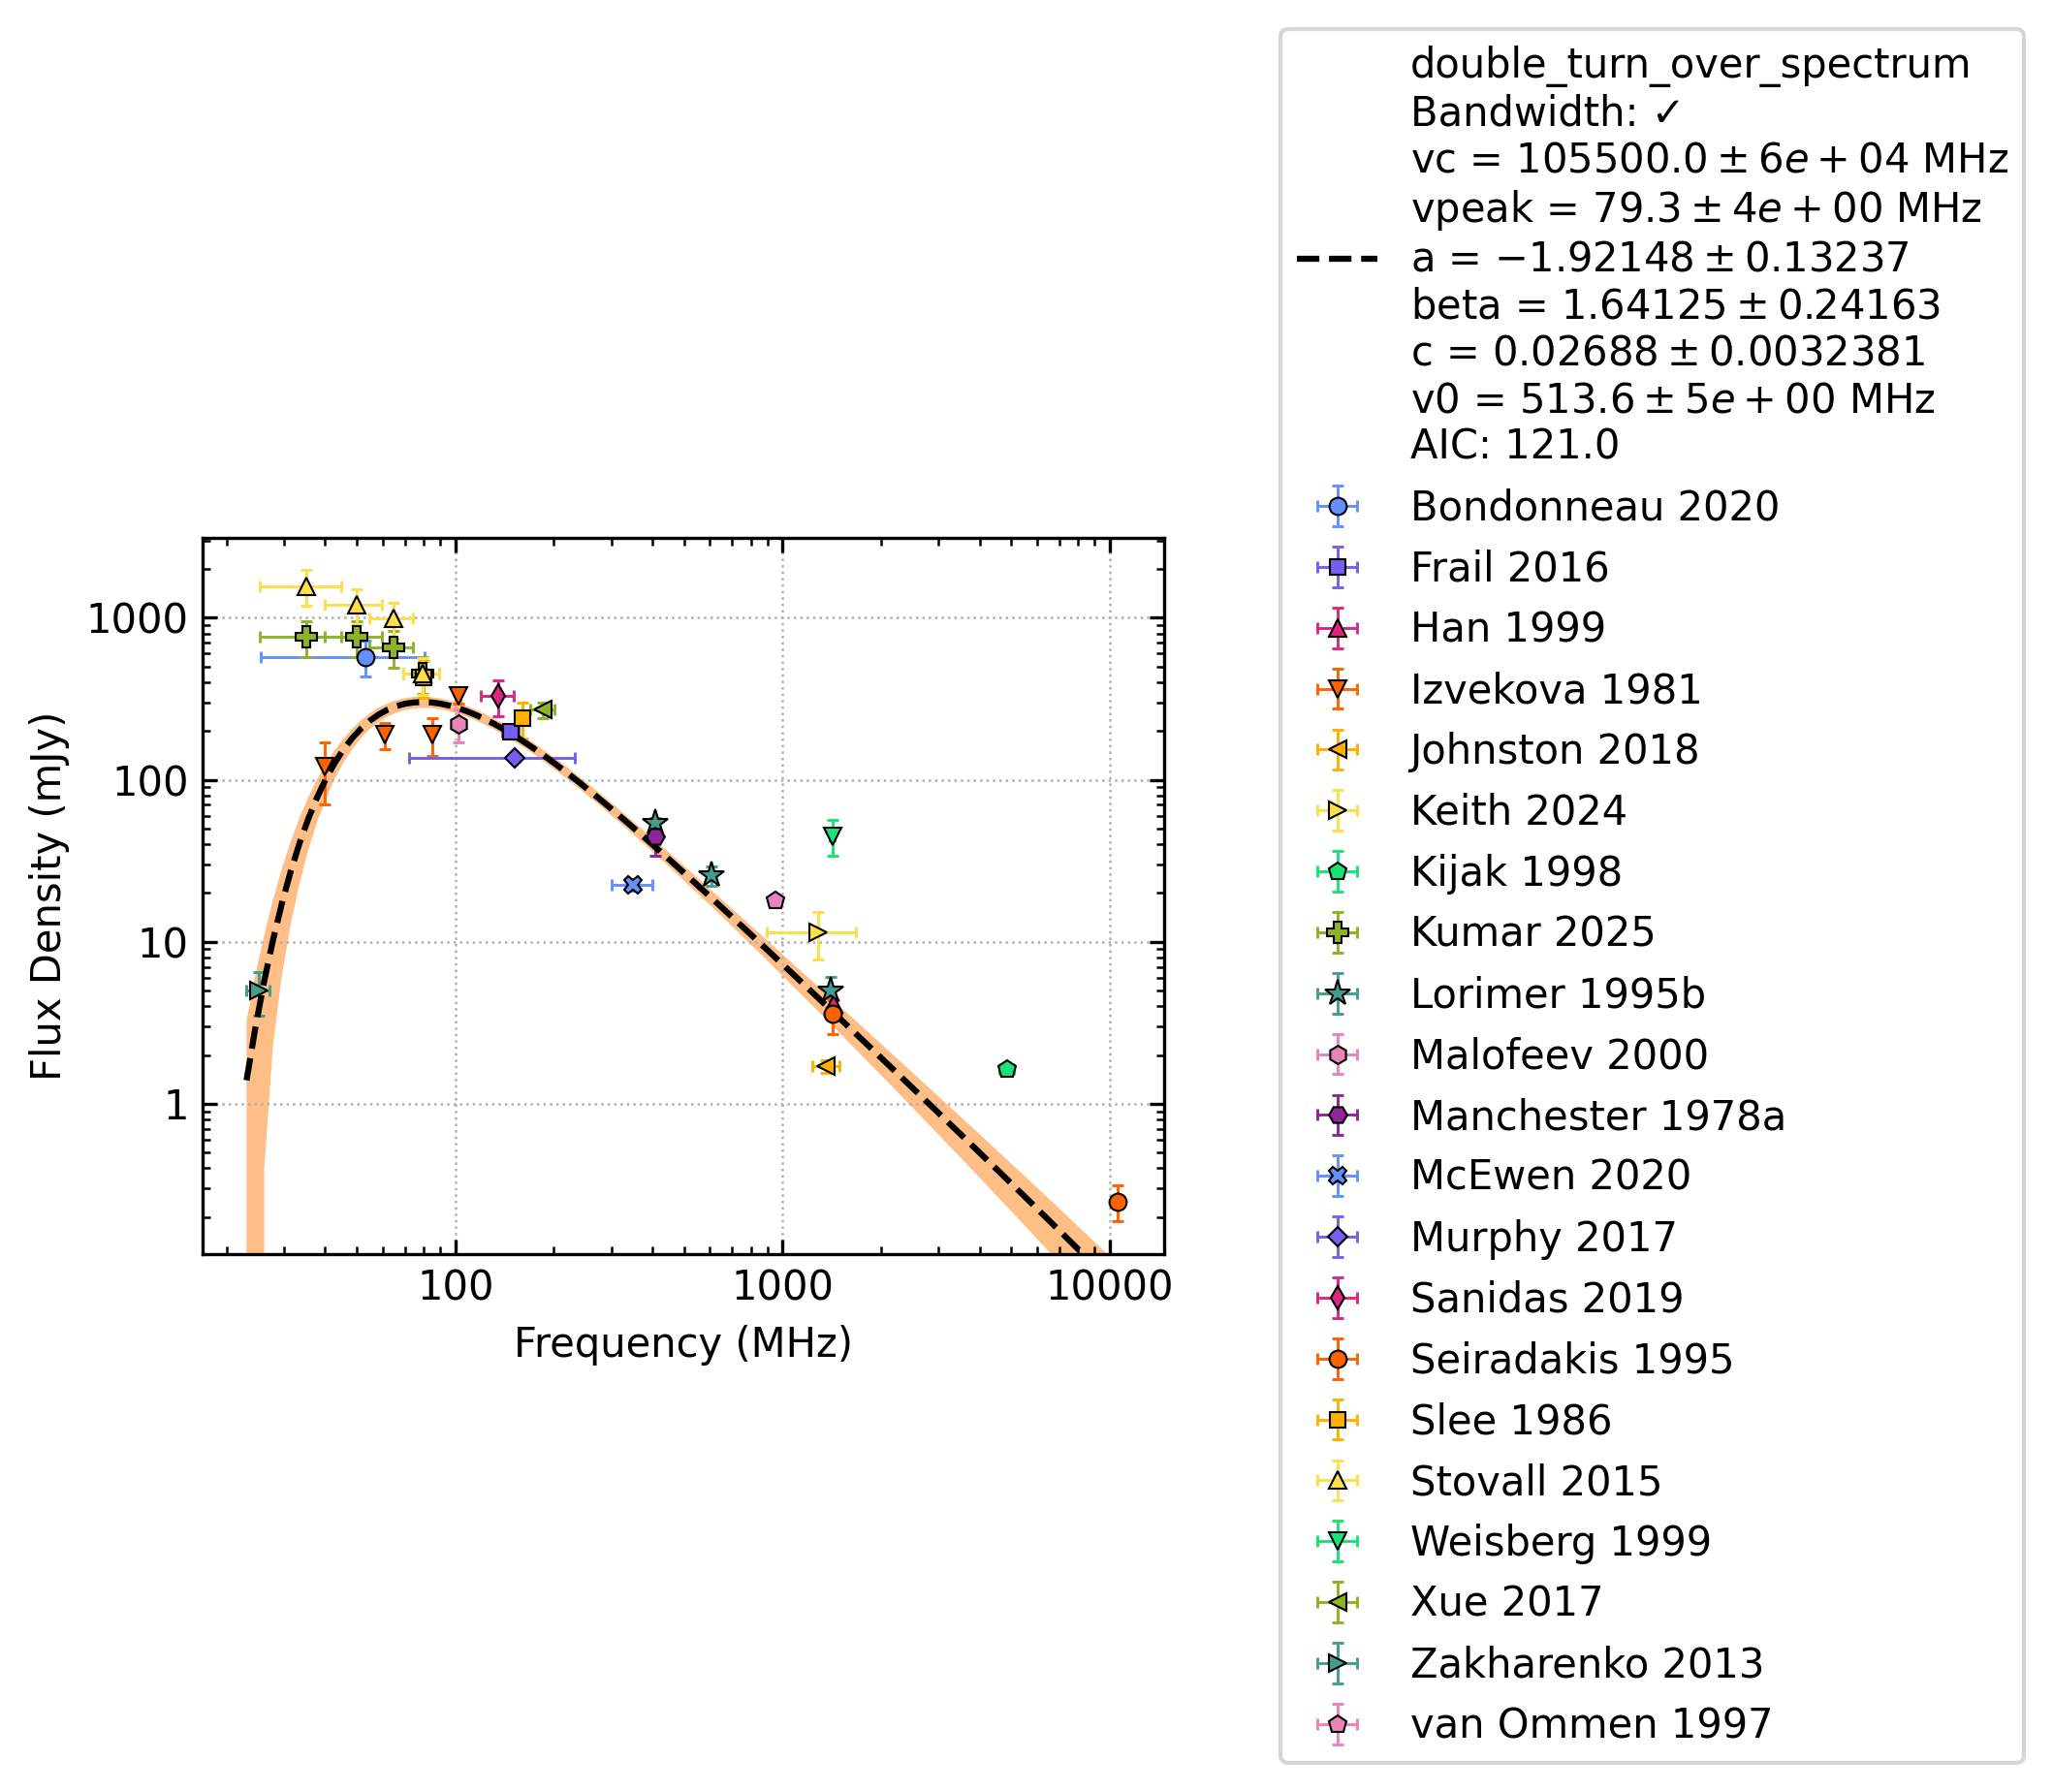 double_turn_over_spectrum
Bandwidth: ✓
vc = 105500.0 ± 6e + 04 MHz
vpeak = 79.3 ± 4e + 00 MHz
a = −1.92148 ± 0.13237
beta = 1.64125 ± 0.24163
c = 0.02688 ± 0.0032381
v0 = 513.6 ± 5e + 00 MHz
AIC: 121.0
Bondonneau 2020
Frail 2016
Han 1999
Izvekova 1981
Johnston 2018
Keith 2024
Kijak 1998
Kumar 2025
Lorimer 1995b
Malofeev 2000
Manchester 1978a
McEwen 2020
Murphy 2017
Sanidas 2019
Seiradakis 1995
Slee 1986
Stovall 2015
Weisberg 1999
Xue 2017
Zakharenko 2013
van Ommen 1997
Flux Density (mJy)
1000
100
10
1
100
1000
10000
Frequency (MHz)